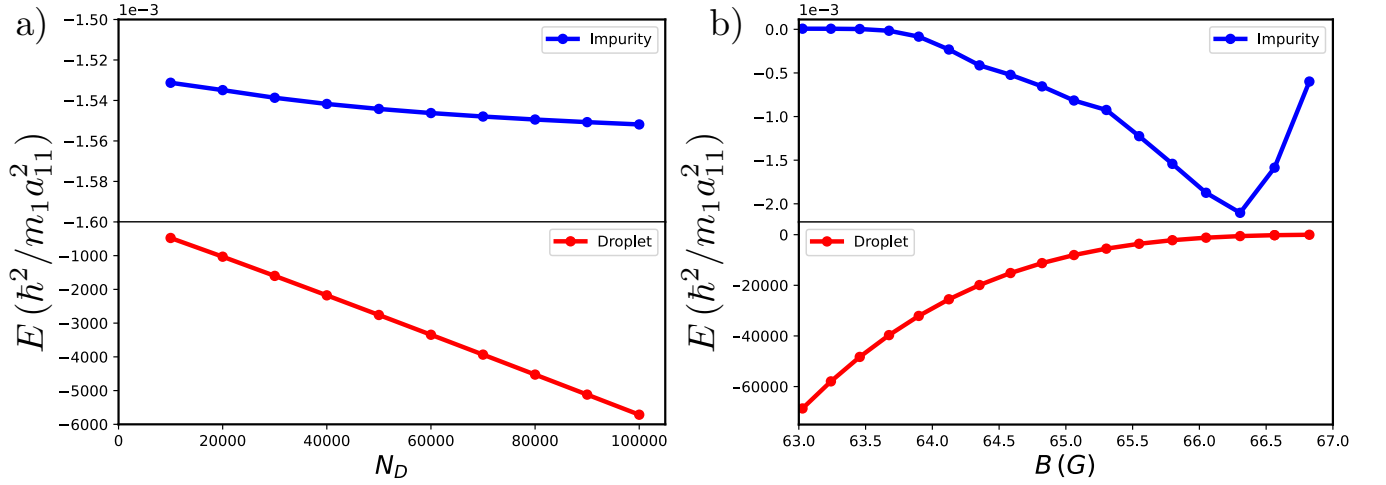 a)
1e−3
−1.50
−1.52
−1.54
−1.56
−1.58
−1.60
Impurity
−1000
−2000
−3000
−4000
−5000
−6000
Droplet
E (ħ²/m₁a₁₁²)
0 20000 40000 60000 80000 100000
N_D
b)
1e−3
0.0
−0.5
−1.0
−1.5
−2.0
Impurity
0
−20000
−40000
−60000
Droplet
E (ħ²/m₁a₁₁²)
63.0 63.5 64.0 64.5 65.0 65.5 66.0 66.5 67.0
B (G)